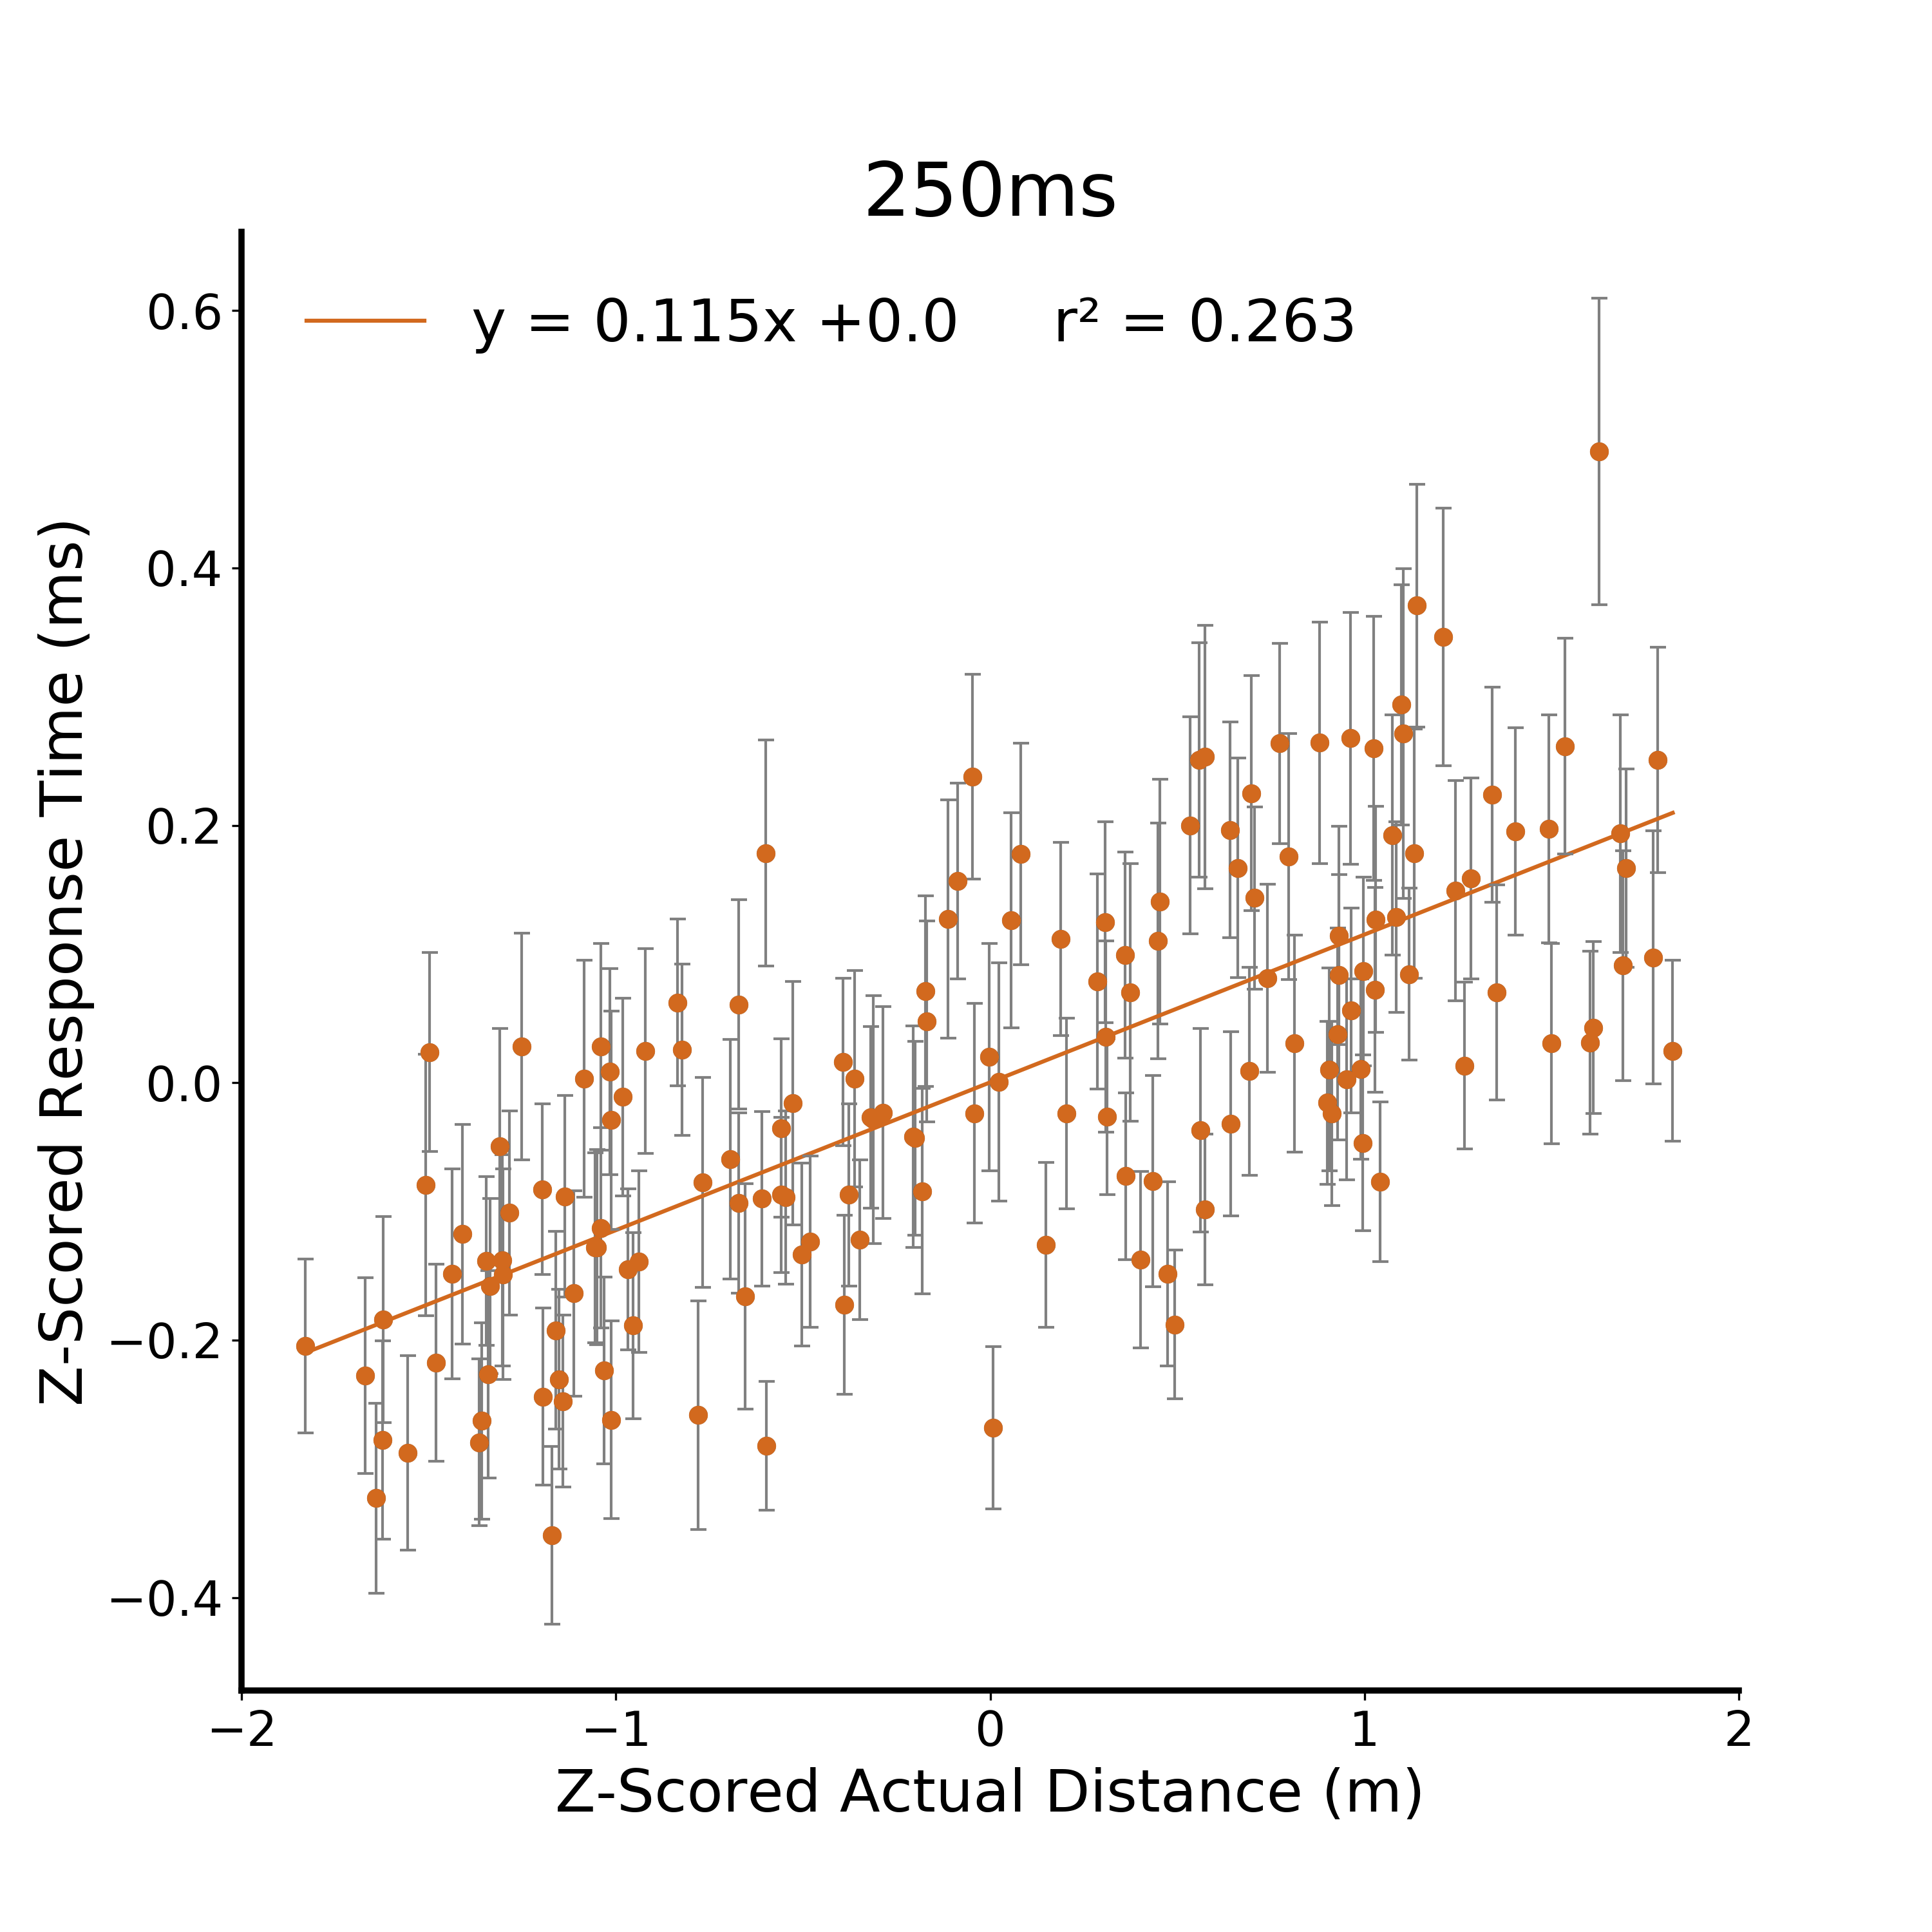 250ms
y = 0.115x +0.0 r² = 0.263
0.6
0.4
0.2
0.0
−0.2
−0.4
Z-Scored Response Time (ms)
−2 −1 0 1 2
Z-Scored Actual Distance (m)